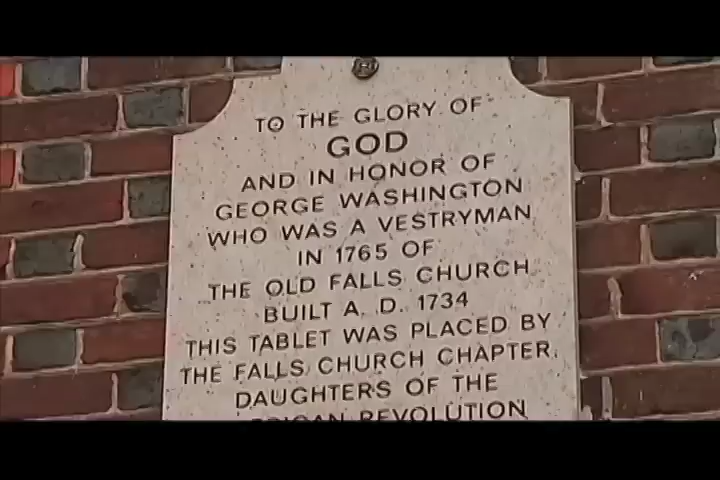 TO THE GLORY OF
GOD
AND IN HONOR OF
GEORGE WASHINGTON
WHO WAS A VESTRYMAN
IN 1765 OF
THE OLD FALLS CHURCH
BUILT A. D. 1734
THIS TABLET WAS PLACED BY
THE FALLS CHURCH CHAPTER,
DAUGHTERS OF THE
REVOLUTION